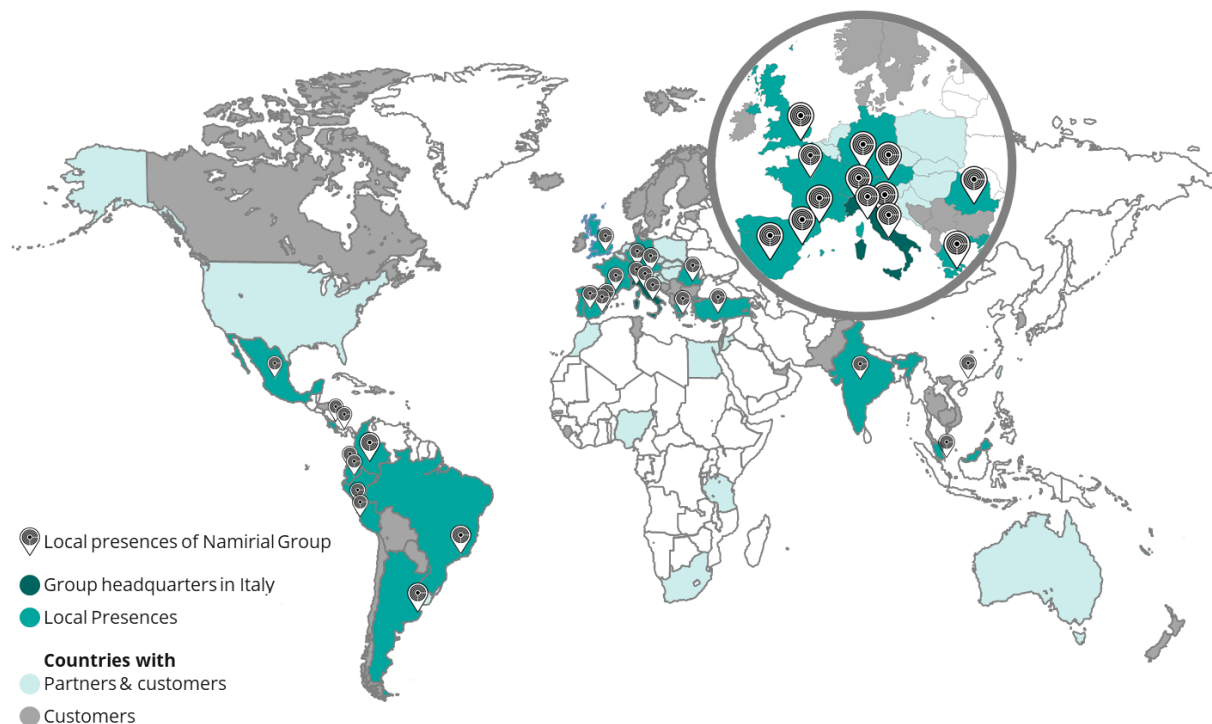 Local presences of Namirial Group
Group headquarters in Italy
Local Presences
Countries with
Partners & customers
Customers